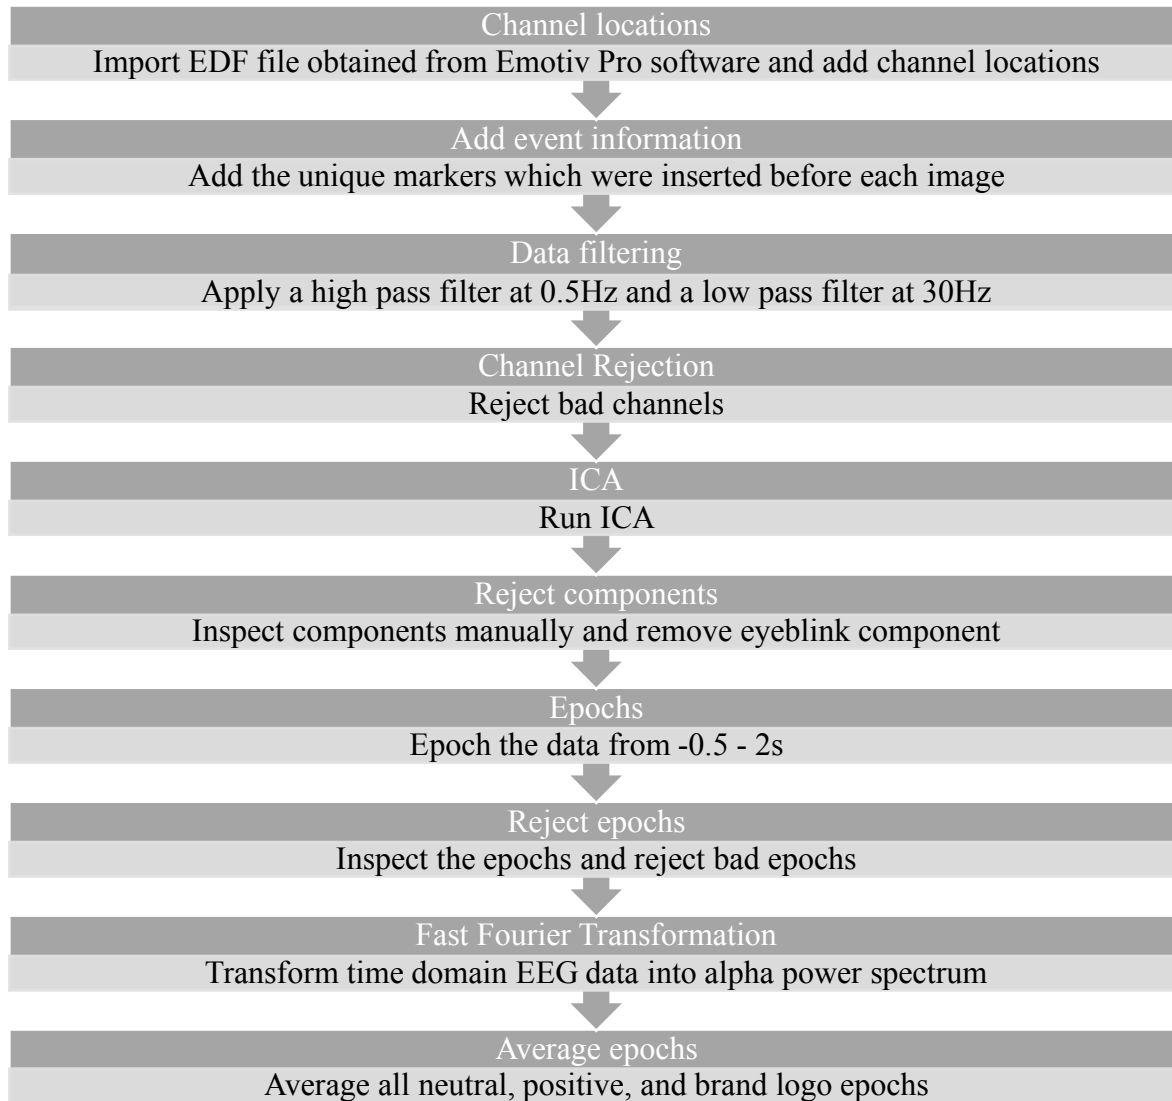 Channel locations
Import EDF file obtained from Emotiv Pro software and add channel locations
Add event information
Add the unique markers which were inserted before each image
Data filtering
Apply a high pass filter at 0.5Hz and a low pass filter at 30Hz
Channel Rejection
Reject bad channels
ICA
Run ICA
Reject components
Inspect components manually and remove eyeblink component
Epochs
Epoch the data from -0.5 - 2s
Reject epochs
Inspect the epochs and reject bad epochs
Fast Fourier Transformation
Transform time domain EEG data into alpha power spectrum
Average epochs
Average all neutral, positive, and brand logo epochs